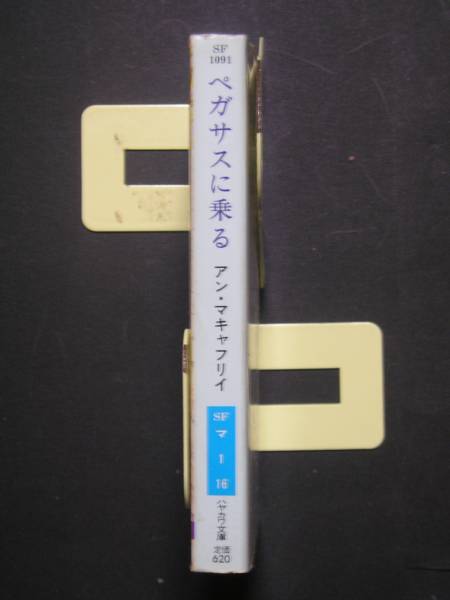 SF
1091
ペガサスに乗る
アン・マキャフリイ
SF
マ
1
16
ハヤカワ文庫
定価
620